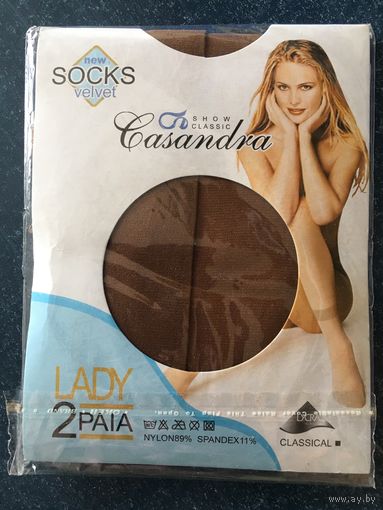 new
SOCKS
velvet
SHOW
CLASSIC
Casandra
LADY
2 PAIA
NYLON89% SPANDEX11%
CLASSICAL
www.ay.by